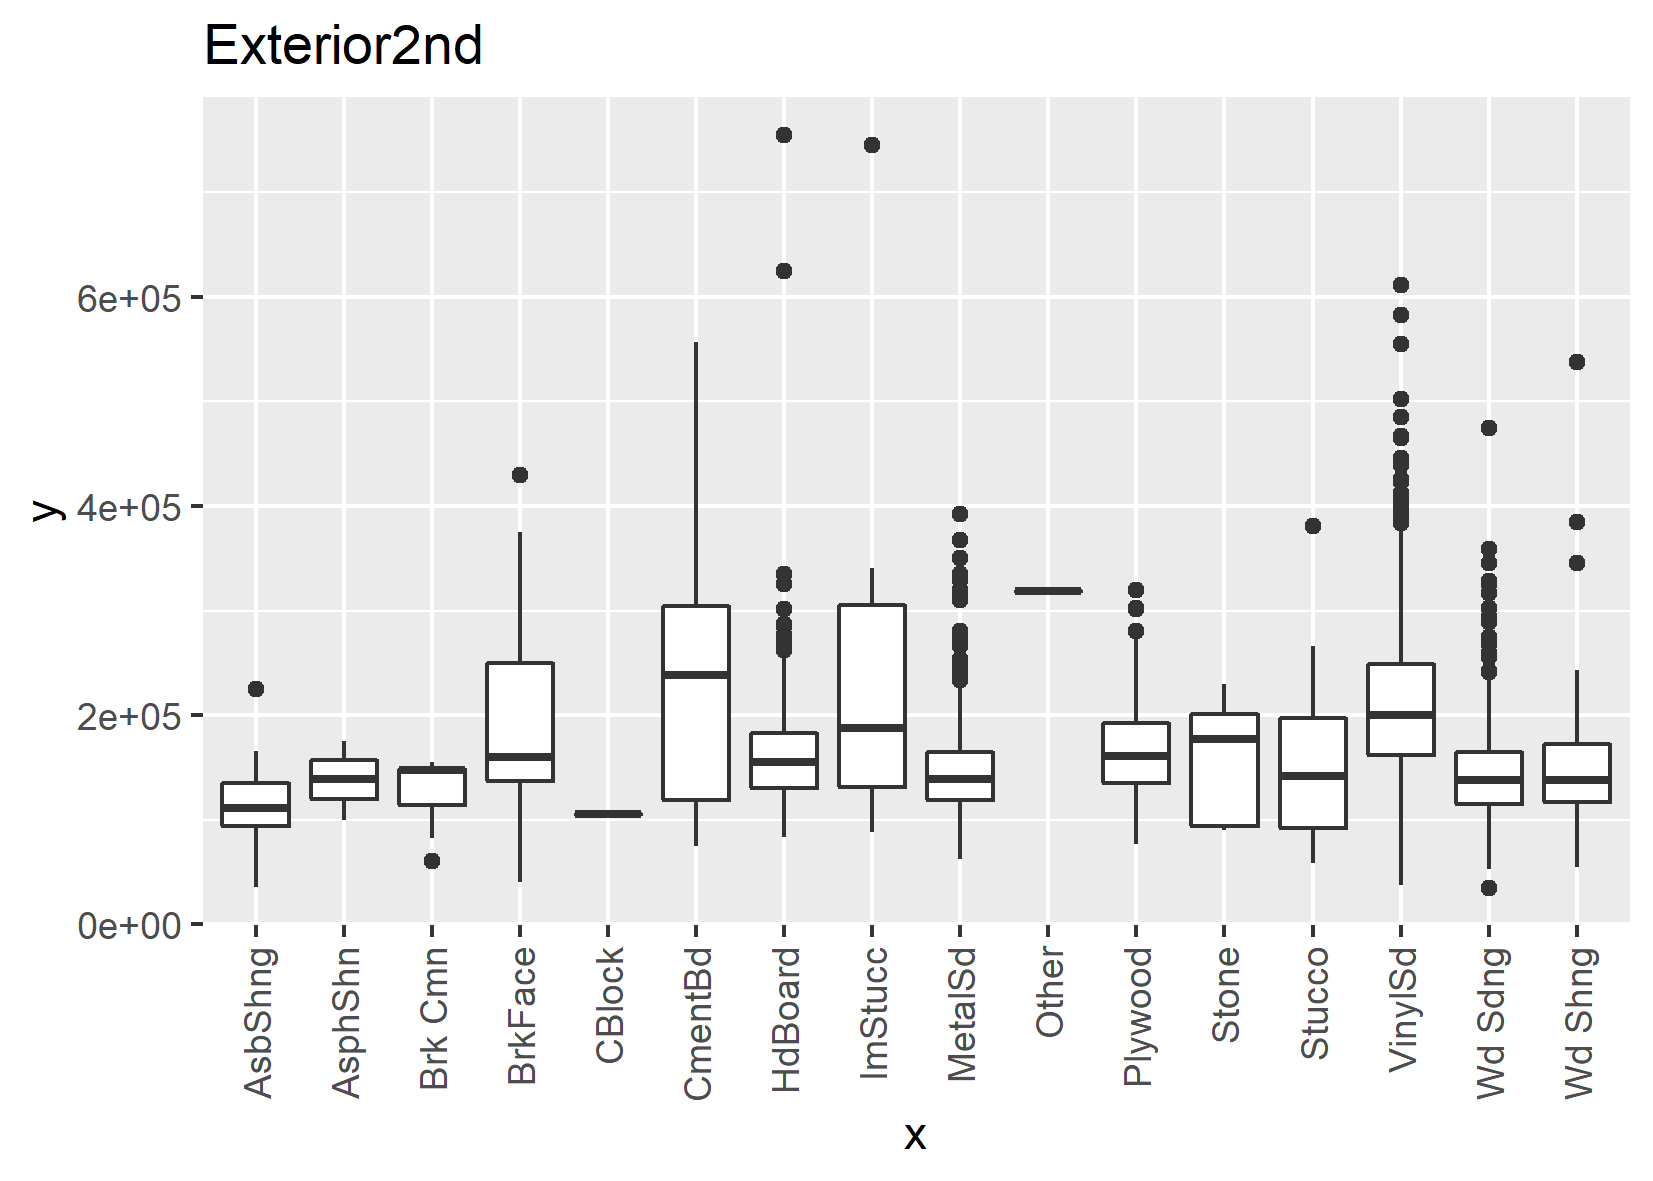 Exterior2nd
y
6e+05
4e+05
2e+05
0e+00
AsbShng
AsphShn
Brk Cmn
BrkFace
CBlock
CmentBd
HdBoard
ImStucc
MetalSd
Other
Plywood
Stone
Stucco
VinylSd
Wd Sdng
Wd Shng
x